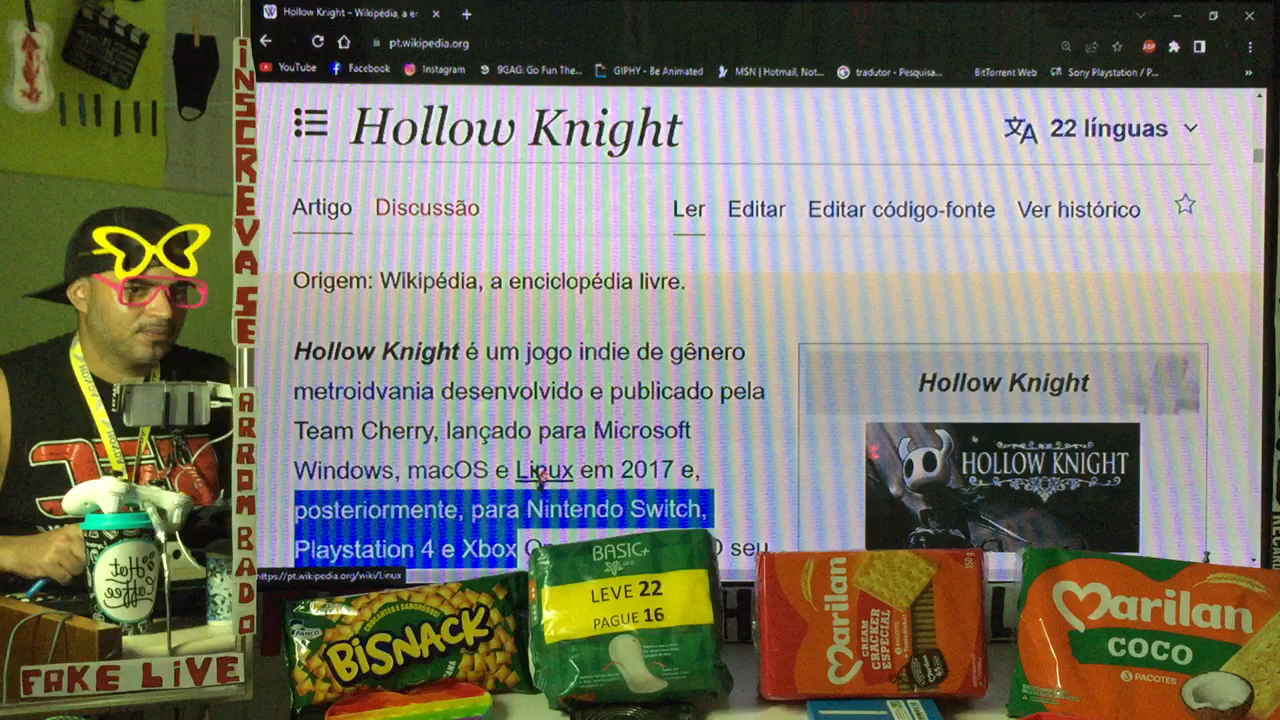 Hollow Knight – Wikipédia, a er
pt.wikipedia.org
YouTube
Facebook
Instagram
9GAG: Go Fun The...
GIPHY - Be Animated
MSN | Hotmail, Not...
tradutor - Pesquisa...
BitTorrent Web
Sony Playstation / P...
»
Hollow Knight
22 línguas
Artigo Discussão
Ler Editar Editar código-fonte Ver histórico
Origem: Wikipédia, a enciclopédia livre.
Hollow Knight é um jogo indie de gênero
metroidvania desenvolvido e publicado pela
Team Cherry, lançado para Microsoft
Windows, macOS e Linux em 2017 e,
posteriormente, para Nintendo Switch,
Playstation 4 e Xbox
seu
https://pt.wikipedia.org/wiki/Linux
Hollow Knight
HOLLOW KNIGHT
INSCREVA SE
ARROMBADO
FAKE LIVE
Hot
Coffee
PANCO
BiSNACK
BASIC+
Care
LEVE 22
PAGUE 16
Marilan
CREAM
CRACKER
ESPECIAL
350g
Marilan
COCO
3 PACOTES